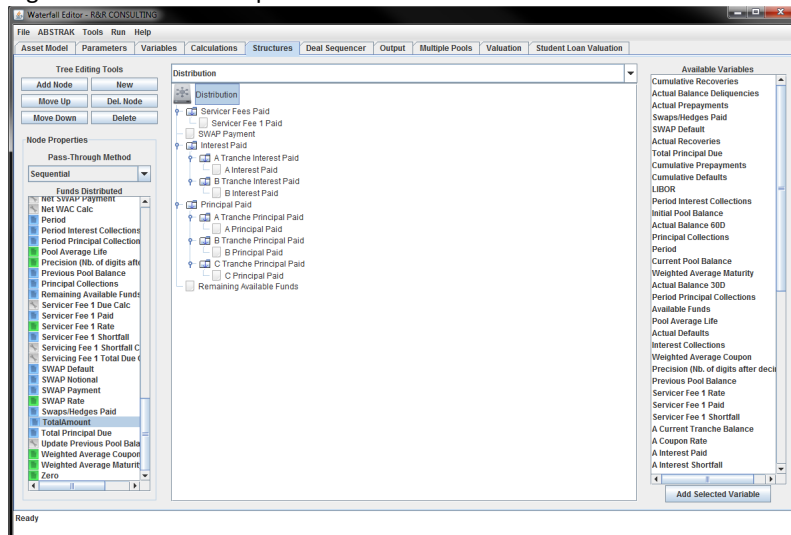 Waterfall Editor - R&R CONSULTING
File ABSTRAK Tools Run Help
Asset Model Parameters Variables Calculations Structures Deal Sequencer Output Multiple Pools Valuation Student Loan Valuation
Tree Editing Tools
Add Node New
Move Up Del. Node
Move Down Delete
Node Properties
Pass-Through Method
Sequential
Funds Distributed
Net SWAP Payment
Net WAC Calc
Period
Period Interest Collections
Period Principal Collection
Pool Average Life
Precision (Nb. of digits afte
Previous Pool Balance
Principal Collections
Remaining Available Funds
Servicer Fee 1 Due Calc
Servicer Fee 1 Paid
Servicer Fee 1 Rate
Servicer Fee 1 Shortfall
Servicing Fee 1 Shortfall C
Servicing Fee 1 Total Due
SWAP Default
SWAP Notional
SWAP Payment
SWAP Rate
Swaps/Hedges Paid
TotalAmount
Total Principal Due
Update Previous Pool Bala
Weighted Average Coupon
Weighted Average Maturit
Zero
Distribution
Distribution
Servicer Fees Paid
Servicer Fee 1 Paid
SWAP Payment
Interest Paid
A Tranche Interest Paid
A Interest Paid
B Tranche Interest Paid
B Interest Paid
Principal Paid
A Tranche Principal Paid
A Principal Paid
B Tranche Principal Paid
B Principal Paid
C Tranche Principal Paid
C Principal Paid
Remaining Available Funds
Available Variables
Cumulative Recoveries
Actual Balance Deliquencies
Actual Prepayments
Swaps/Hedges Paid
SWAP Default
Actual Recoveries
Total Principal Due
Cumulative Prepayments
Cumulative Defaults
LIBOR
Period Interest Collections
Initial Pool Balance
Actual Balance 60D
Principal Collections
Period
Current Pool Balance
Weighted Average Maturity
Actual Balance 30D
Period Principal Collections
Available Funds
Pool Average Life
Actual Defaults
Interest Collections
Weighted Average Coupon
Precision (Nb. of digits after deci
Previous Pool Balance
Servicer Fee 1 Rate
Servicer Fee 1 Paid
Servicer Fee 1 Shortfall
A Current Tranche Balance
A Coupon Rate
A Interest Paid
A Interest Shortfall
Add Selected Variable
Ready